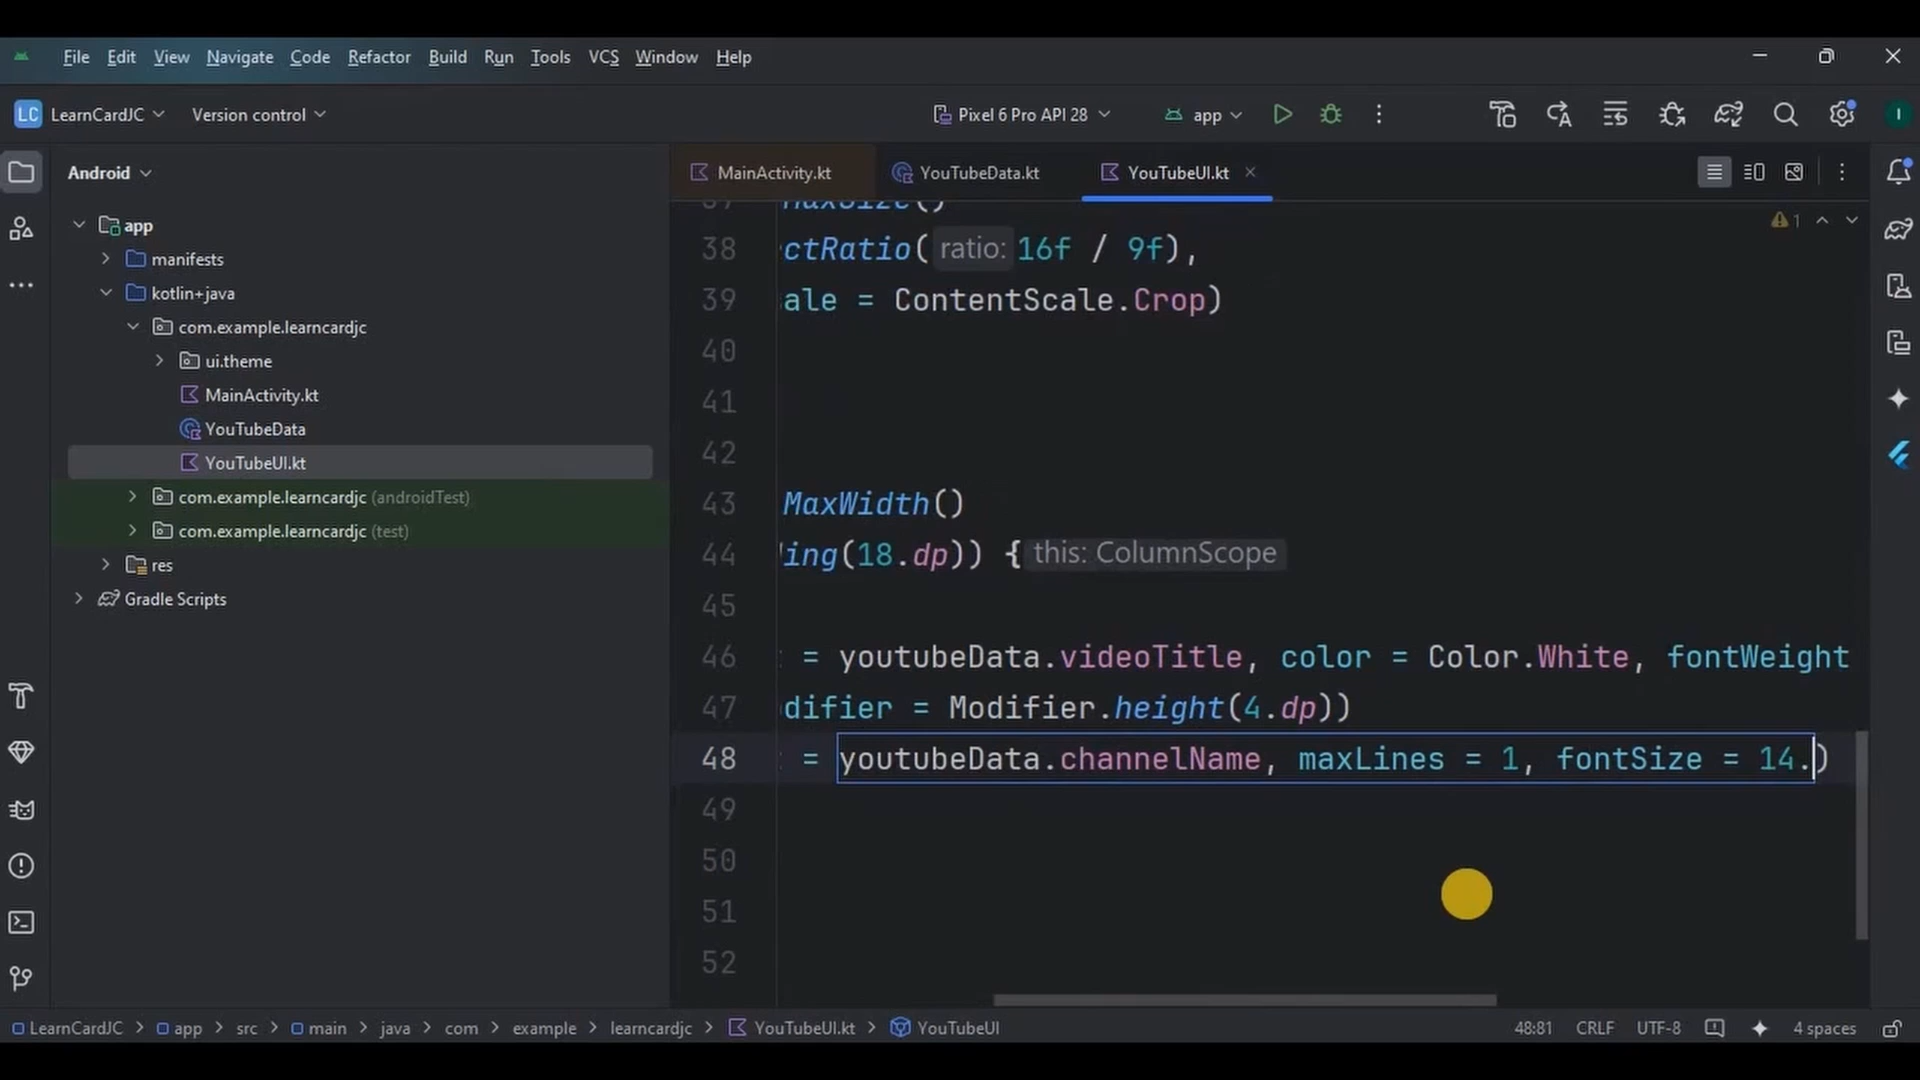 File Edit View Navigate Code Refactor Build Run Tools VCS Window Help
LC LearnCardJC Version control Pixel 6 Pro API 28 app I
Android
MainActivity.kt YouTubeData.kt YouTubeUI.kt
app
manifests
kotlin+java
com.example.learncardjc
ui.theme
MainActivity.kt
YouTubeData
YouTubeUI.kt
com.example.learncardjc (androidTest)
com.example.learncardjc (test)
res
Gradle Scripts
1
37 maxSize()
38 ctRatio( ratio: 16f / 9f),
39 ale = ContentScale.Crop)
40
41
42
43 MaxWidth()
44 ing(18.dp)) { this: ColumnScope
45
46 = youtubeData.videoTitle, color = Color.White, fontWeight
47 difier = Modifier.height(4.dp))
48 = youtubeData.channelName, maxLines = 1, fontSize = 14.)
49
50
51
52
LearnCardJC > app > src > main > java > com > example > learncardjc > YouTubeUI.kt > YouTubeUI 48:81 CRLF UTF-8 4 spaces